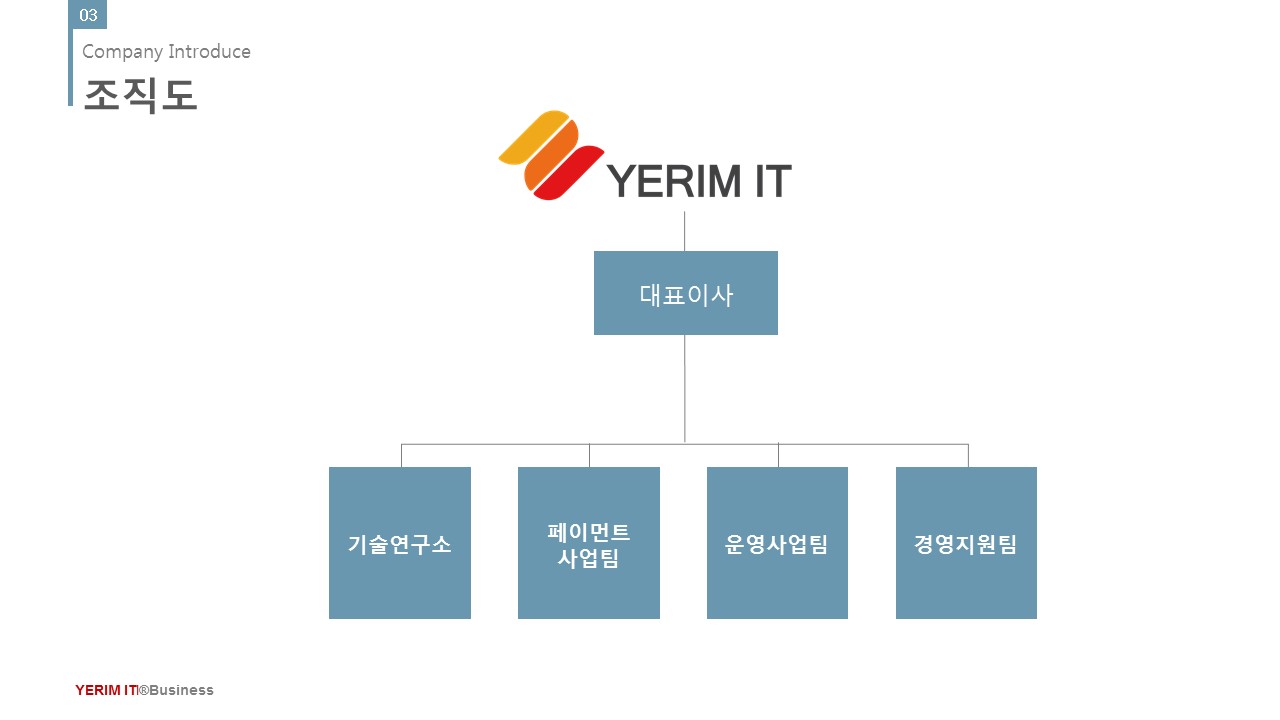 03
Company Introduce
조직도
YERIM IT
대표이사
기술연구소
페이먼트
사업팀
운영사업팀
경영지원팀
YERIM IT|®Business